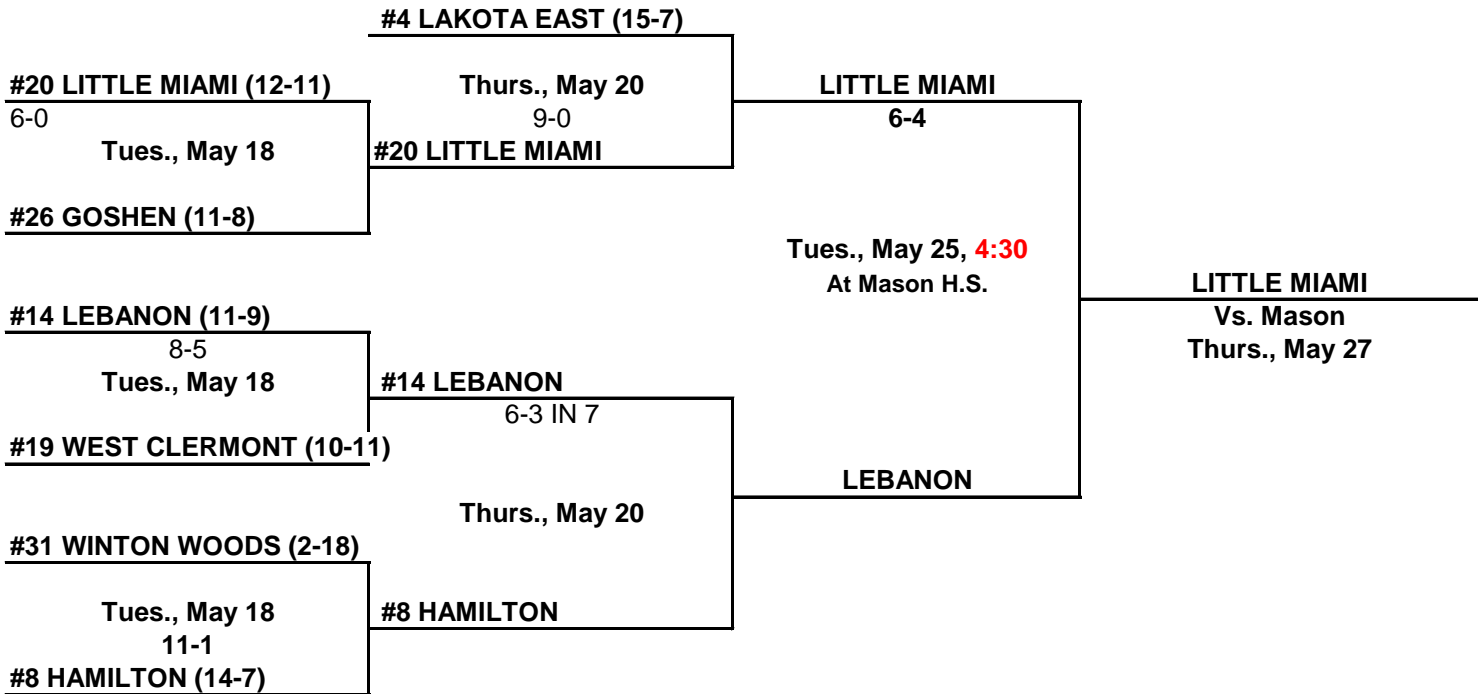 #4 LAKOTA EAST (15-7)
#20 LITTLE MIAMI (12-11)
Thurs., May 20
LITTLE MIAMI
6-0
9-0
6-4
Tues., May 18
#20 LITTLE MIAMI
#26 GOSHEN (11-8)
Tues., May 25, 4:30
At Mason H.S.
LITTLE MIAMI
#14 LEBANON (11-9)
Vs. Mason
8-5
Thurs., May 27
Tues., May 18
#14 LEBANON
6-3 IN 7
#19 WEST CLERMONT (10-11)
LEBANON
Thurs., May 20
#31 WINTON WOODS (2-18)
Tues., May 18
#8 HAMILTON
11-1
#8 HAMILTON (14-7)